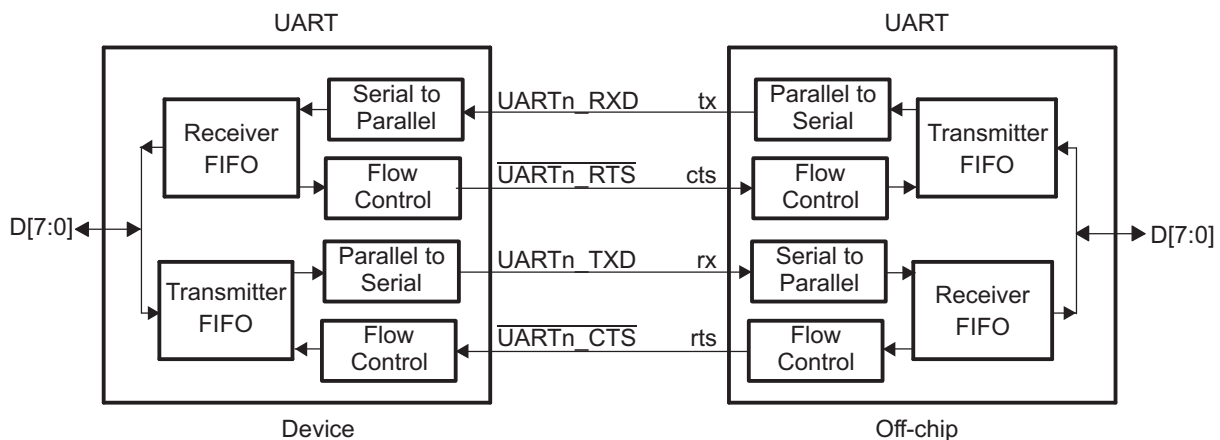 UART
UART
Serial to
Parallel
UARTn_RXD
tx
Parallel to
Serial
Receiver
FIFO
Transmitter
FIFO
Flow
Control
UARTn_RTS
cts
Flow
Control
D[7:0]
D[7:0]
Parallel to
Serial
UARTn_TXD
rx
Serial to
Parallel
Transmitter
FIFO
Receiver
FIFO
Flow
Control
UARTn_CTS
rts
Flow
Control
Device
Off-chip